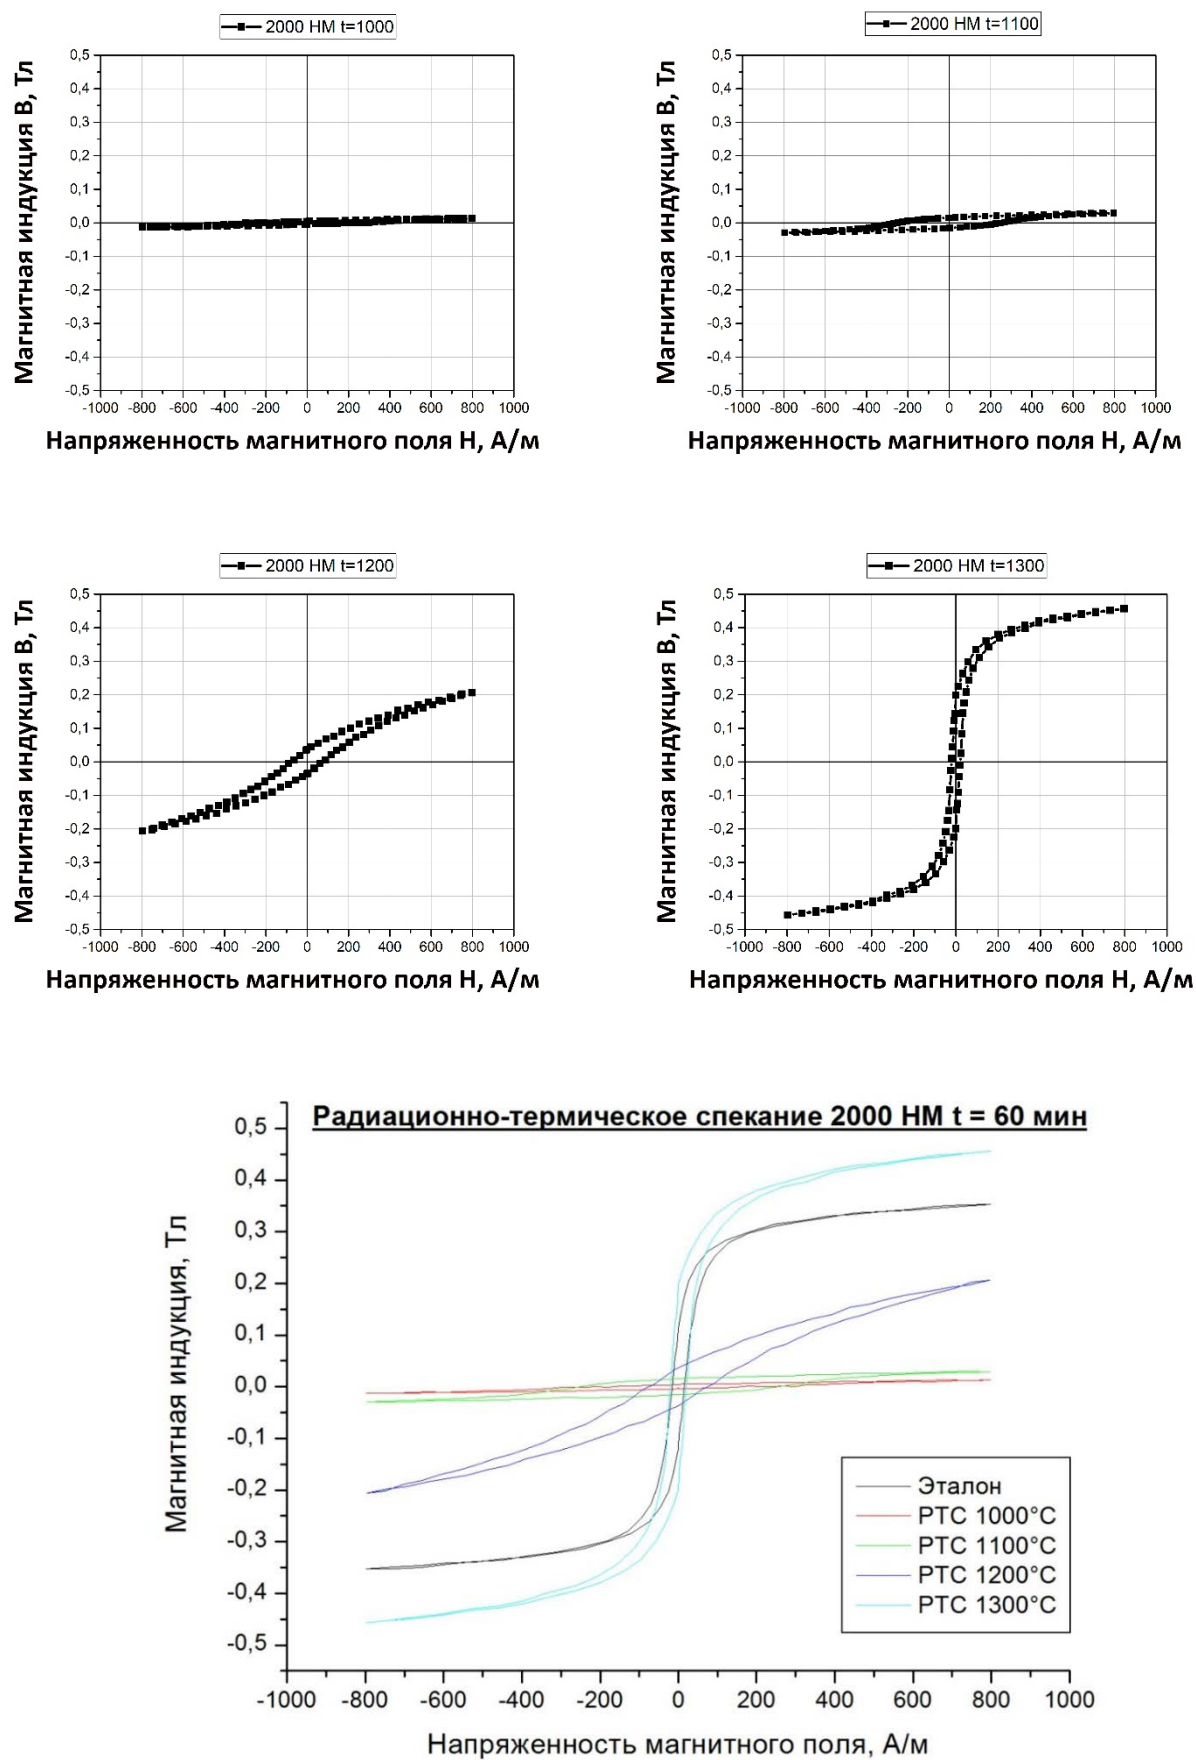 2000 НМ t=1000
Магнитная индукция В, Тл
0,5
0,4
0,3
0,2
0,1
0,0
-0,1
-0,2
-0,3
-0,4
-0,5
-1000 -800 -600 -400 -200 0 200 400 600 800 1000
Напряженность магнитного поля Н, А/м
2000 НМ t=1100
Магнитная индукция В, Тл
0,5
0,4
0,3
0,2
0,1
0,0
-0,1
-0,2
-0,3
-0,4
-0,5
-1000 -800 -600 -400 -200 0 200 400 600 800 1000
Напряженность магнитного поля Н, А/м
2000 НМ t=1200
Магнитная индукция В, Тл
0,5
0,4
0,3
0,2
0,1
0,0
-0,1
-0,2
-0,3
-0,4
-0,5
-1000 -800 -600 -400 -200 0 200 400 600 800 1000
Напряженность магнитного поля Н, А/м
2000 НМ t=1300
Магнитная индукция В, Тл
0,5
0,4
0,3
0,2
0,1
0,0
-0,1
-0,2
-0,3
-0,4
-0,5
-1000 -800 -600 -400 -200 0 200 400 600 800 1000
Напряженность магнитного поля Н, А/м
Радиационно-термическое спекание 2000 НМ t = 60 мин
Магнитная индукция, Тл
0,5
0,4
0,3
0,2
0,1
0,0
-0,1
-0,2
-0,3
-0,4
-0,5
Эталон
РТС 1000°С
РТС 1100°С
РТС 1200°С
РТС 1300°С
-1000 -800 -600 -400 -200 0 200 400 600 800 1000
Напряженность магнитного поля, А/м